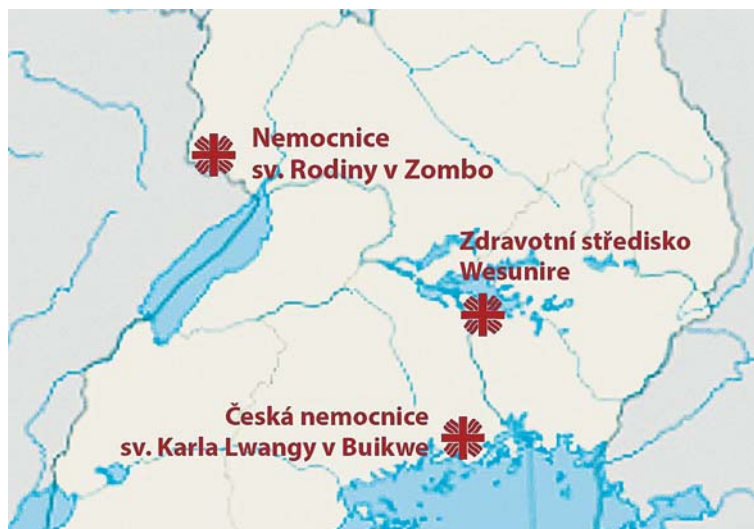 Nemocnice
sv. Rodiny v Zombo
Zdravotní středisko
Wesunire
Česká nemocnice
sv. Karla Lwangy v Buikwe